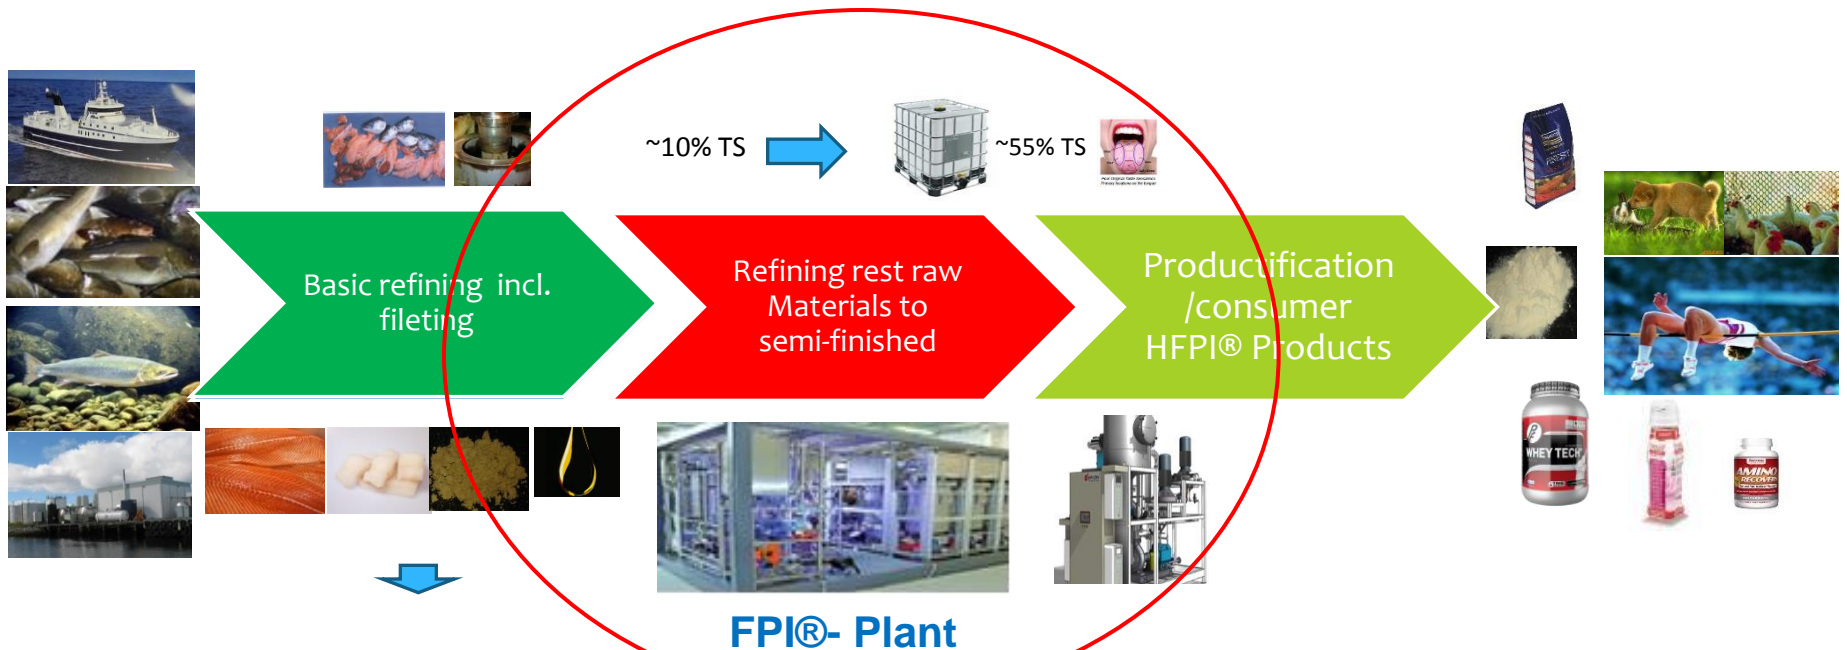 ~10% TS
~55% TS
Basic refining incl.
fileting
Refining rest raw
Materials to
semi-finished
Productification
/consumer
HFPI® Products
WHEY TECH
AMINO
RECOVERY
FPI®- Plant